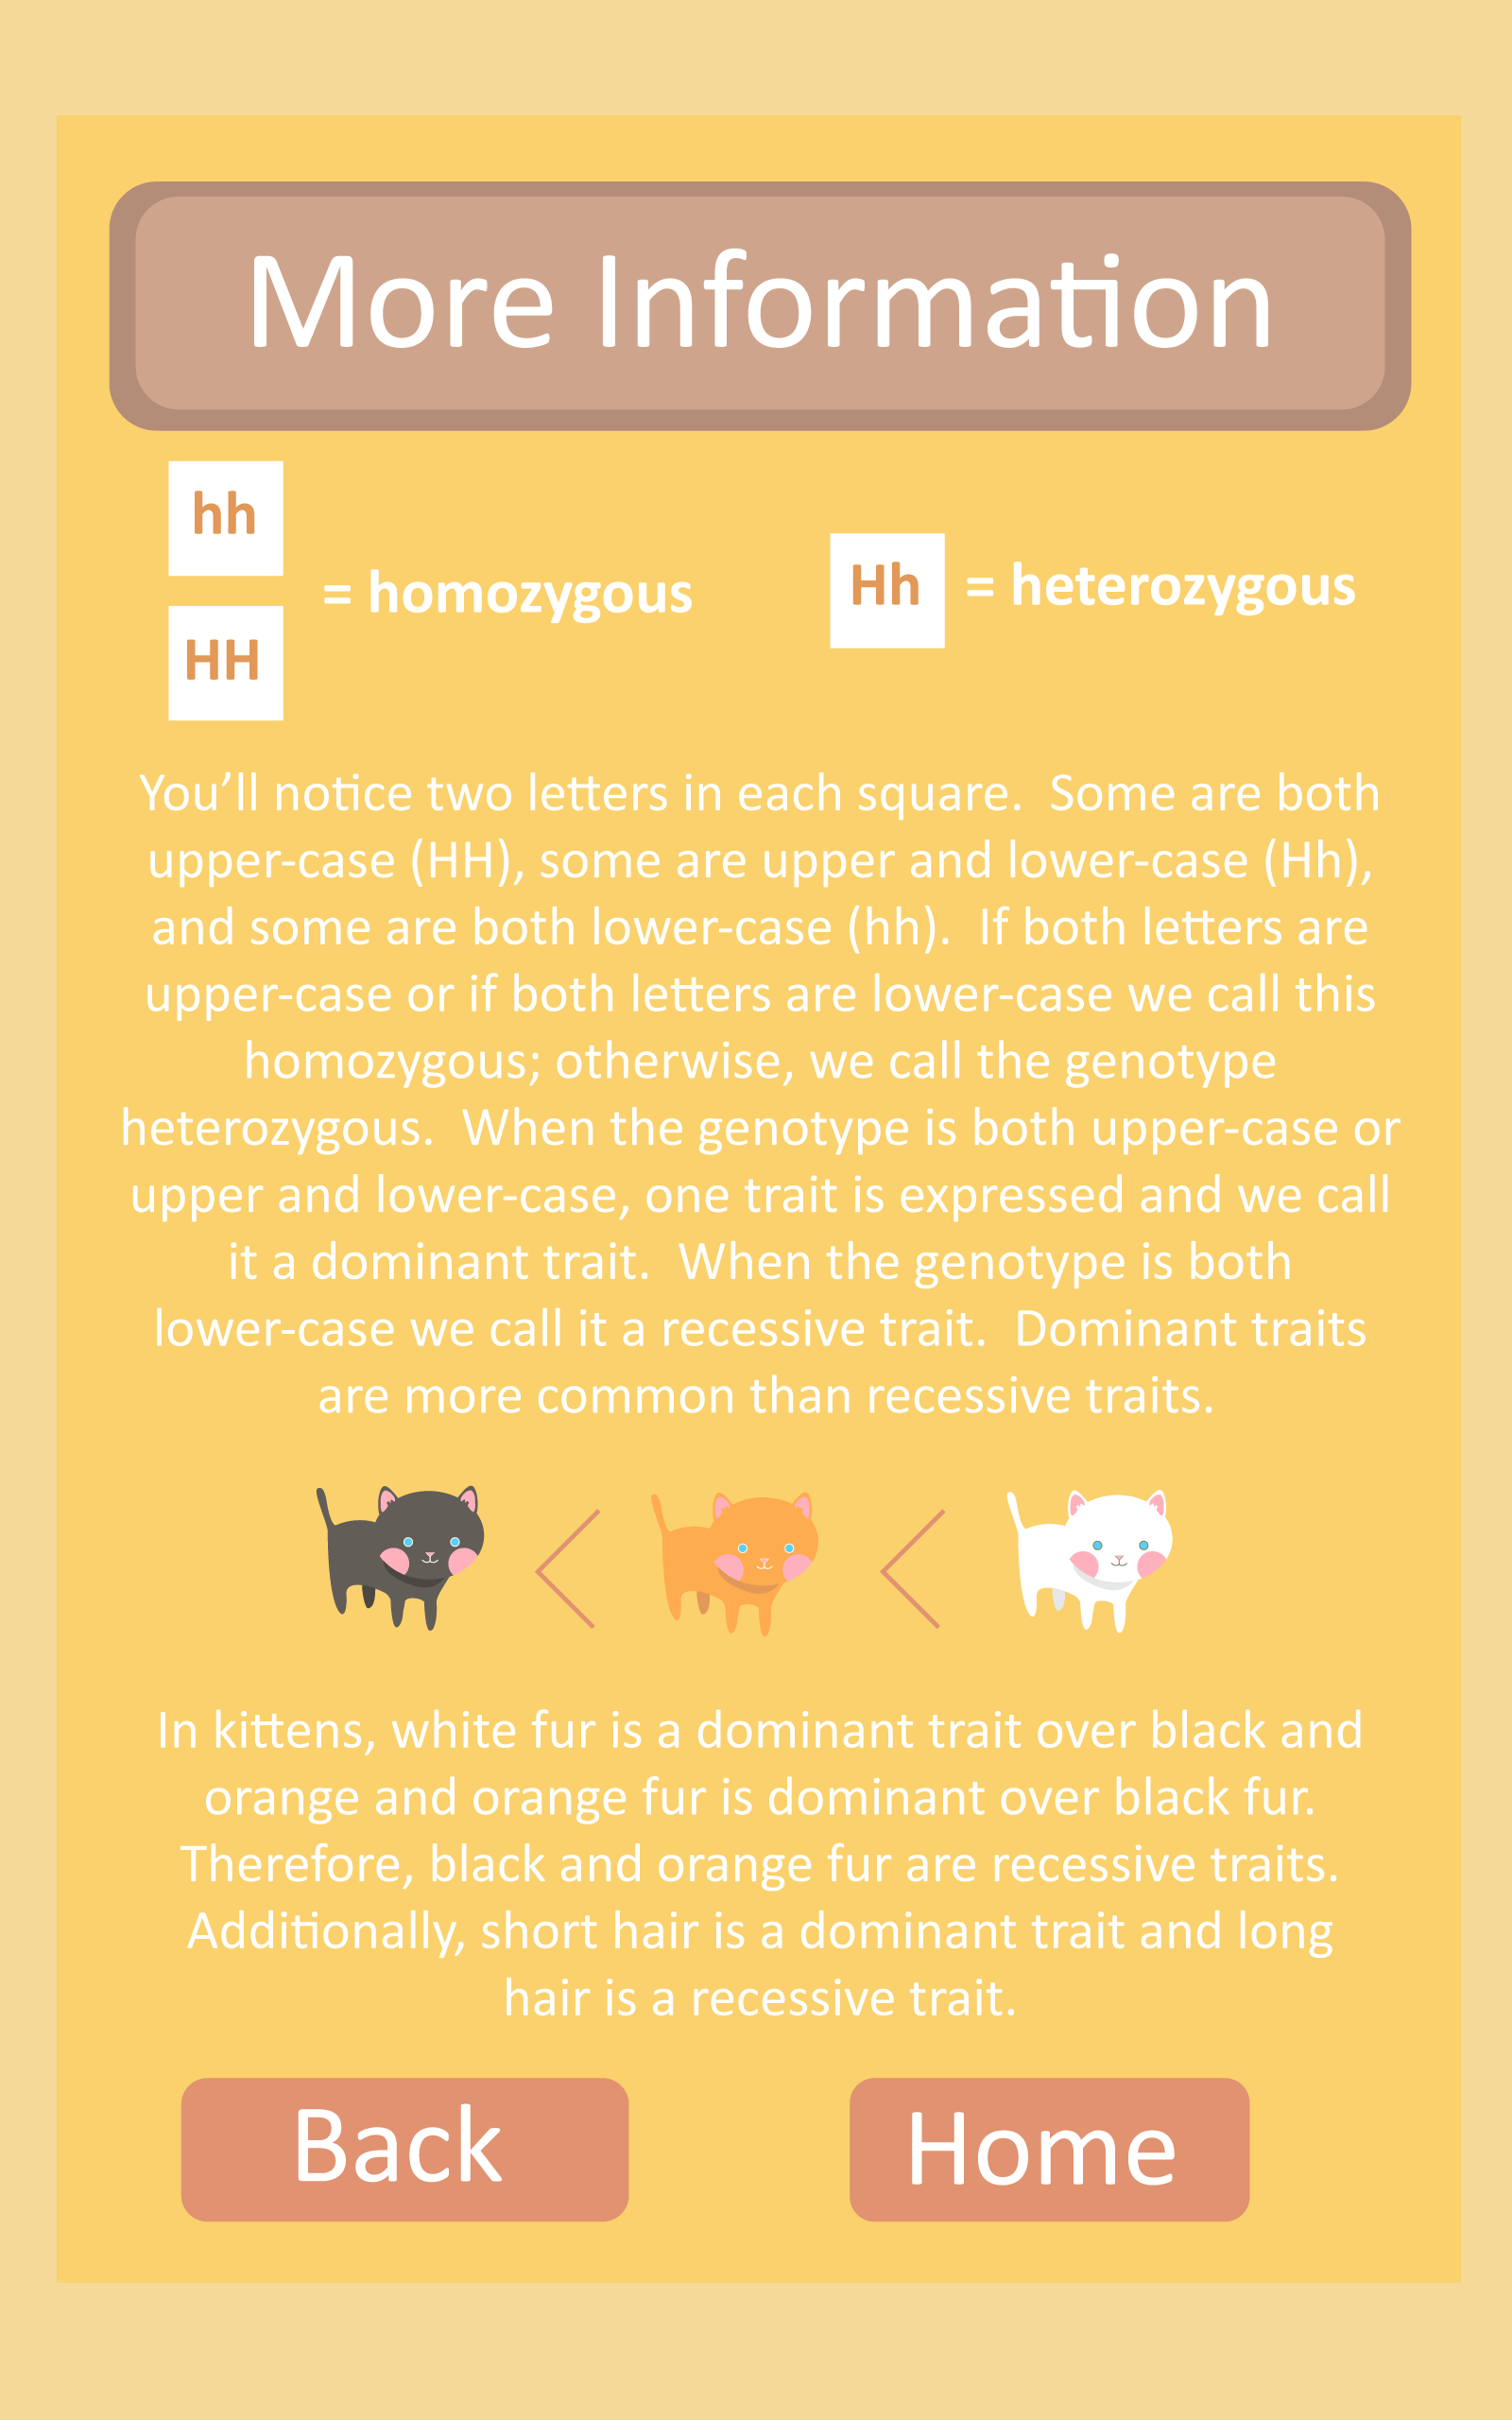 More Information
hh
HH
= homozygous
Hh
= heterozygous
You’ll notice two letters in each square.  Some are both
upper-case (HH), some are upper and lower-case (Hh),
and some are both lower-case (hh).  If both letters are
upper-case or if both letters are lower-case we call this
homozygous; otherwise, we call the genotype
heterozygous.  When the genotype is both upper-case or
upper and lower-case, one trait is expressed and we call
it a dominant trait.  When the genotype is both
lower-case we call it a recessive trait.  Dominant traits
are more common than recessive traits.
< <
In kittens, white fur is a dominant trait over black and
orange and orange fur is dominant over black fur.
Therefore, black and orange fur are recessive traits.
Additionally, short hair is a dominant trait and long
hair is a recessive trait.
Back
Home